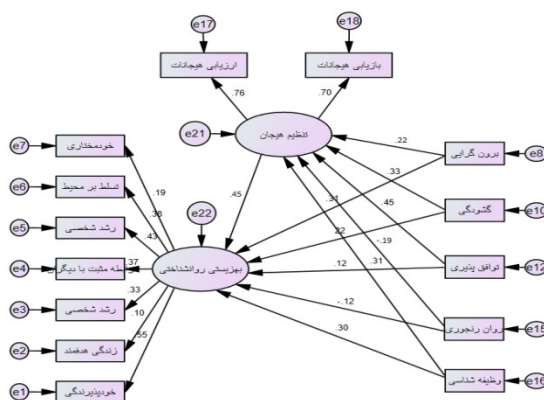 e17
e18
ارزیابی هیجانات
بازیابی هیجانات
.76
.70
e21
تنظیم هیجان
e7
خودمختاری
e6
تسلط بر محیط
e5
رشد شخصی
e4
طه مثبت با دیگران
e3
رشد شخصی
e2
زندگی هدفمند
e1
خودپذیرندگی
.19
.38
.43
.37
.33
.10
.55
e22
بهزیستی روانشناختی
.45
.22
.33
.31
.45
.22
-.19
.12
.31
-.12
.30
برون گرایی
e8
گشودگی
e10
توافق پذیری
e12
روان رنجوری
e15
وظیفه شناسی
e16